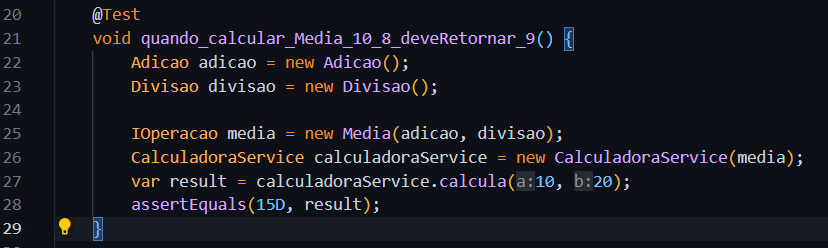 20 @Test
21 void quando_calcular_Media_10_8_deveRetornar_9() {
22 Adicao adicao = new Adicao();
23 Divisao divisao = new Divisao();
24
25 IOperacao media = new Media(adicao, divisao);
26 CalculadoraService calculadoraService = new CalculadoraService(media);
27 var result = calculadoraService.calcula(a:10, b:20);
28 assertEquals(15D, result);
29 }